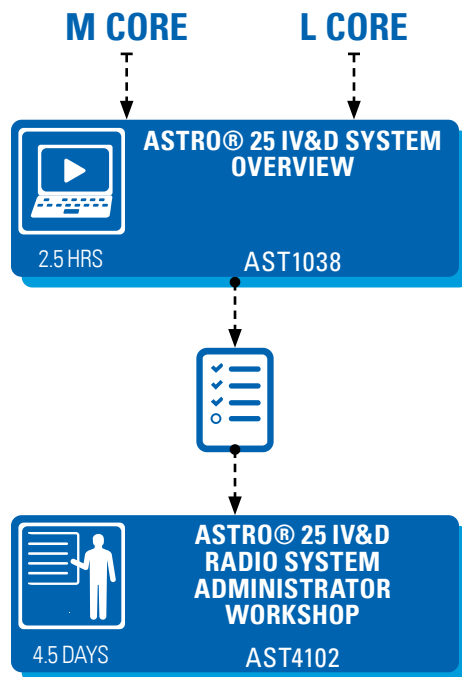 M CORE L CORE
ASTRO® 25 IV&D SYSTEM
OVERVIEW
2.5 HRS AST1038
ASTRO® 25 IV&D
RADIO SYSTEM
ADMINISTRATOR
WORKSHOP
4.5 DAYS AST4102